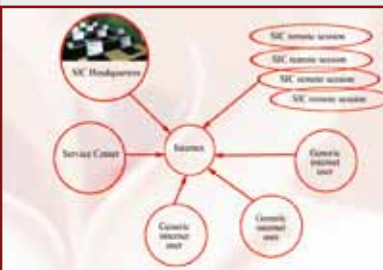 SIC Headquarters
SIC remote session
SIC remote session
SIC remote session
SIC remote session
Service Center
Internet
Generic
internet
user
Generic
internet
user
Generic
internet
user